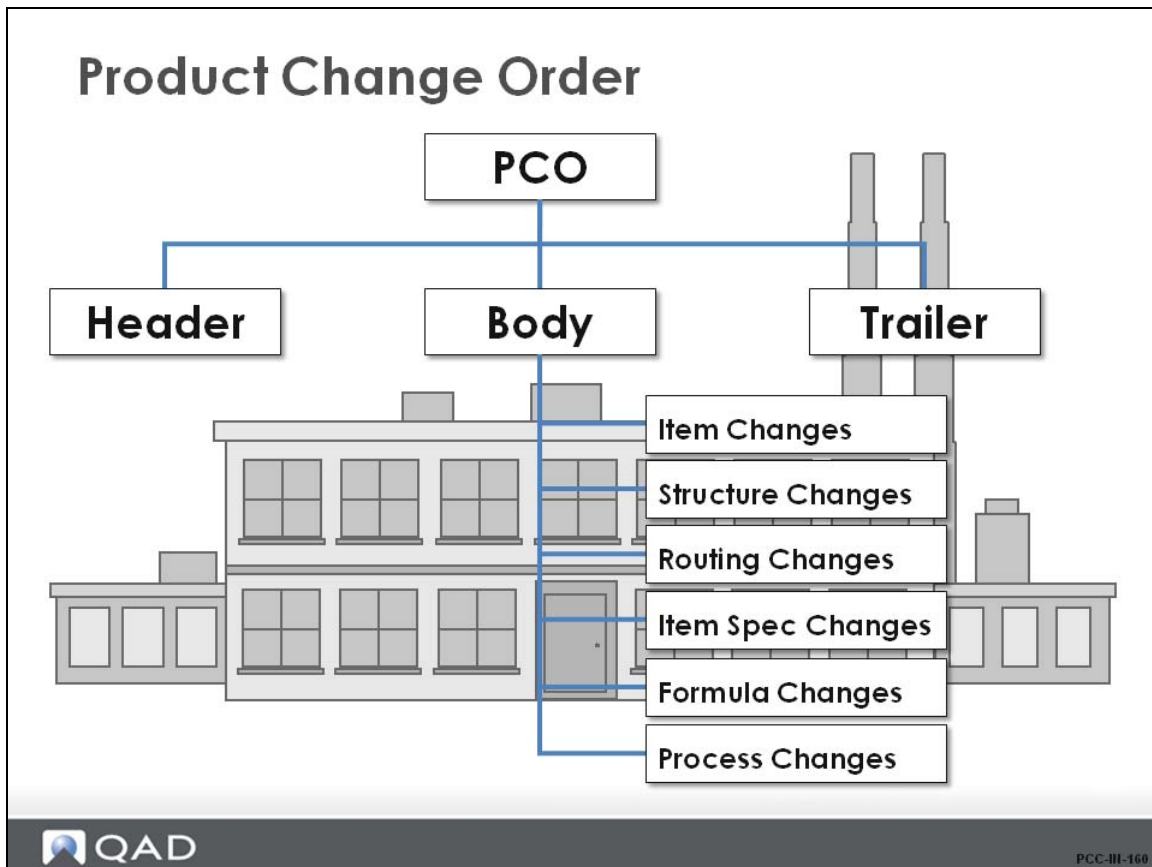 Product Change Order
PCO
Header
Body
Trailer
Item Changes
Structure Changes
Routing Changes
Item Spec Changes
Formula Changes
Process Changes
QAD
PCC-IN-160